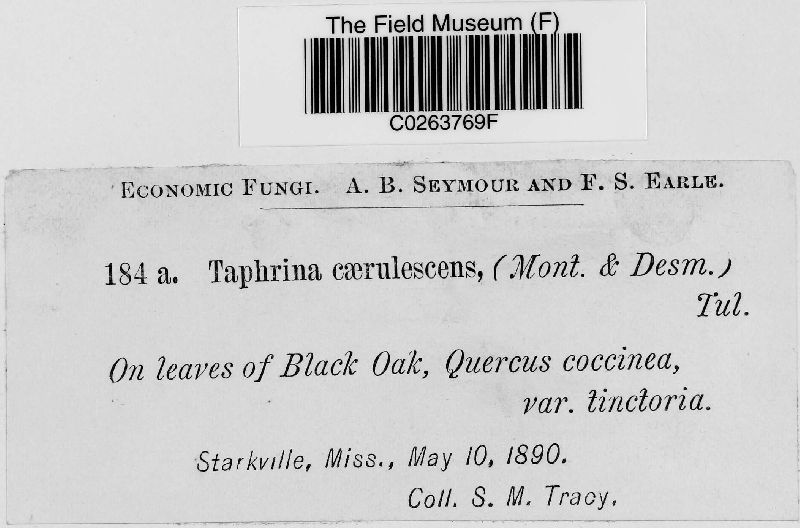 The Field Museum (F)
C0263769F
Economic Fungi. A. B. Seymour and F. S. Earle.
184 a. Taphrina cærulescens, (Mont. & Desm.)
Tul.
On leaves of Black Oak, Quercus coccinea,
var. tinctoria.
Starkville, Miss., May 10, 1890.
Coll. S. M. Tracy.